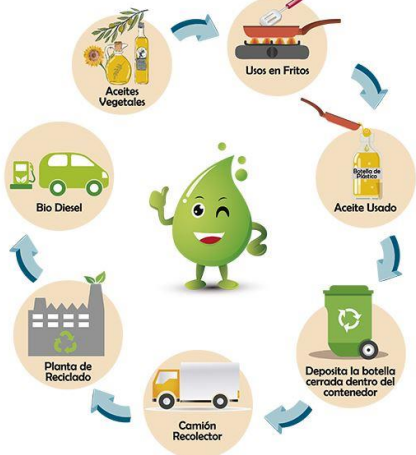 Aceites
Vegetales
Usos en Fritos
Botella de
Plástico
Aceite Usado
Deposita la botella
cerrada dentro del
contenedor
Camión
Recolector
Planta de
Reciclado
Bio Diesel